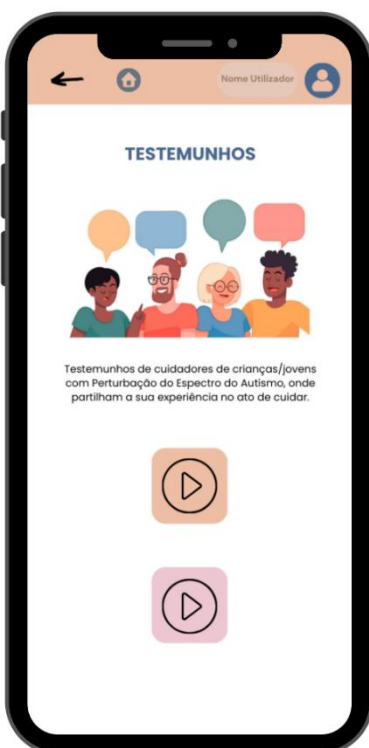 Nome Utilizador
TESTEMUNHOS
Testemunhos de cuidadores de crianças/jovens
com Perturbação do Espectro do Autismo, onde
partilham a sua experiência no ato de cuidar.